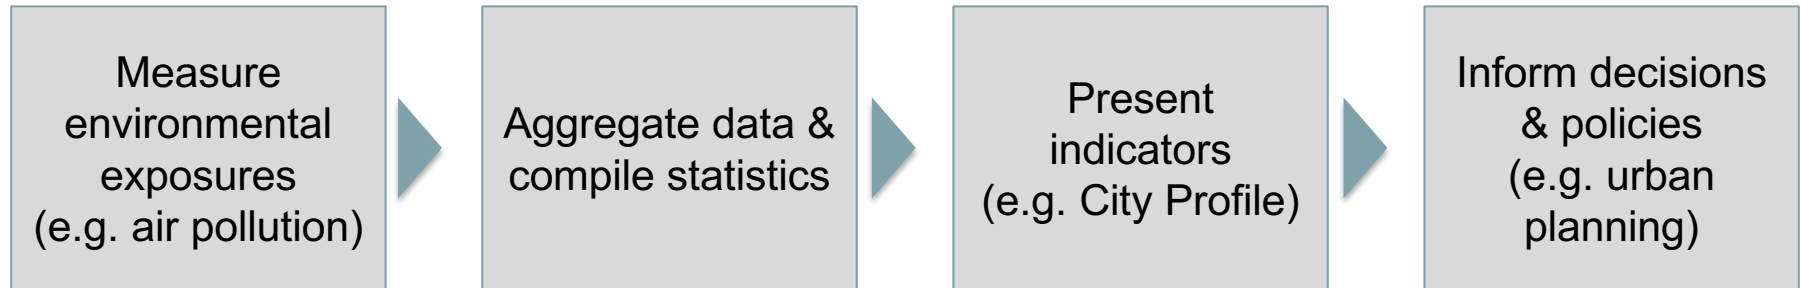 Measure
environmental
exposures
(e.g. air pollution)
Aggregate data &
compile statistics
Present
indicators
(e.g. City Profile)
Inform decisions
& policies
(e.g. urban
planning)